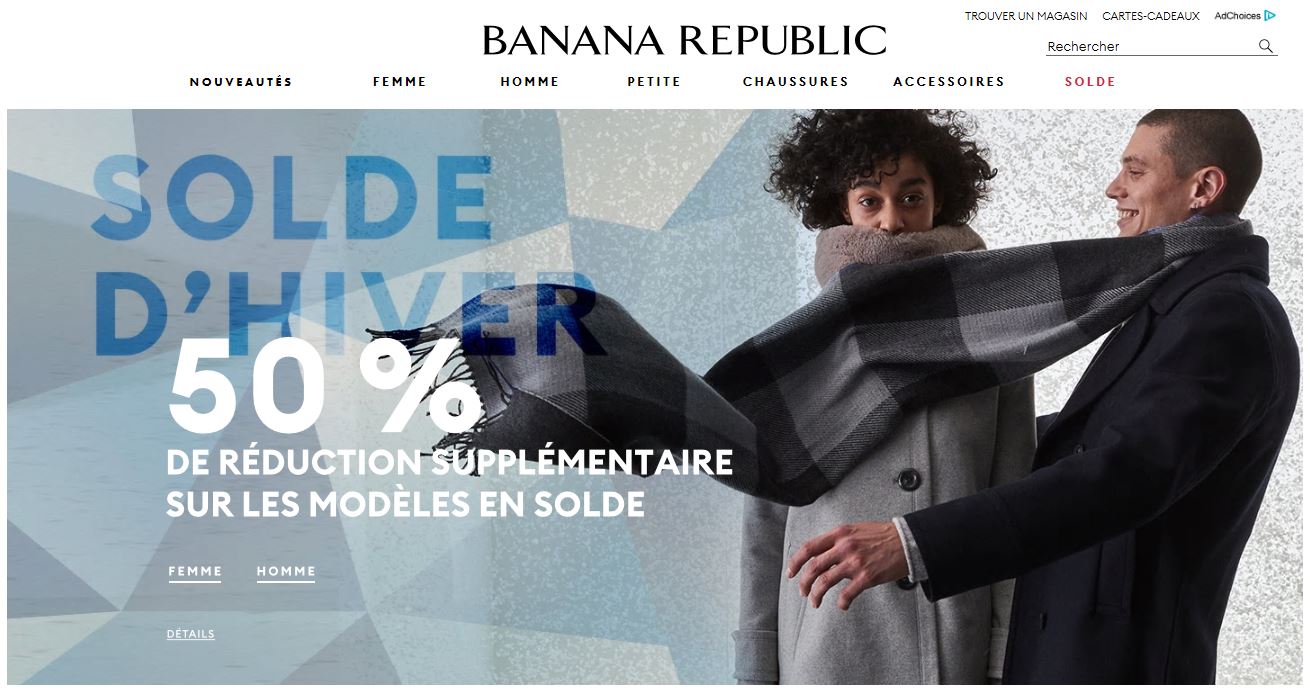 TROUVER UN MAGASIN CARTES-CADEAUX AdChoices
BANANA REPUBLIC
Rechercher
NOUVEAUTÉS FEMME HOMME PETITE CHAUSSURES ACCESSOIRES SOLDE
SOLDE
D'HIVER
50 %
DE RÉDUCTION SUPPLÉMENTAIRE
SUR LES MODÈLES EN SOLDE
FEMME HOMME
DÉTAILS